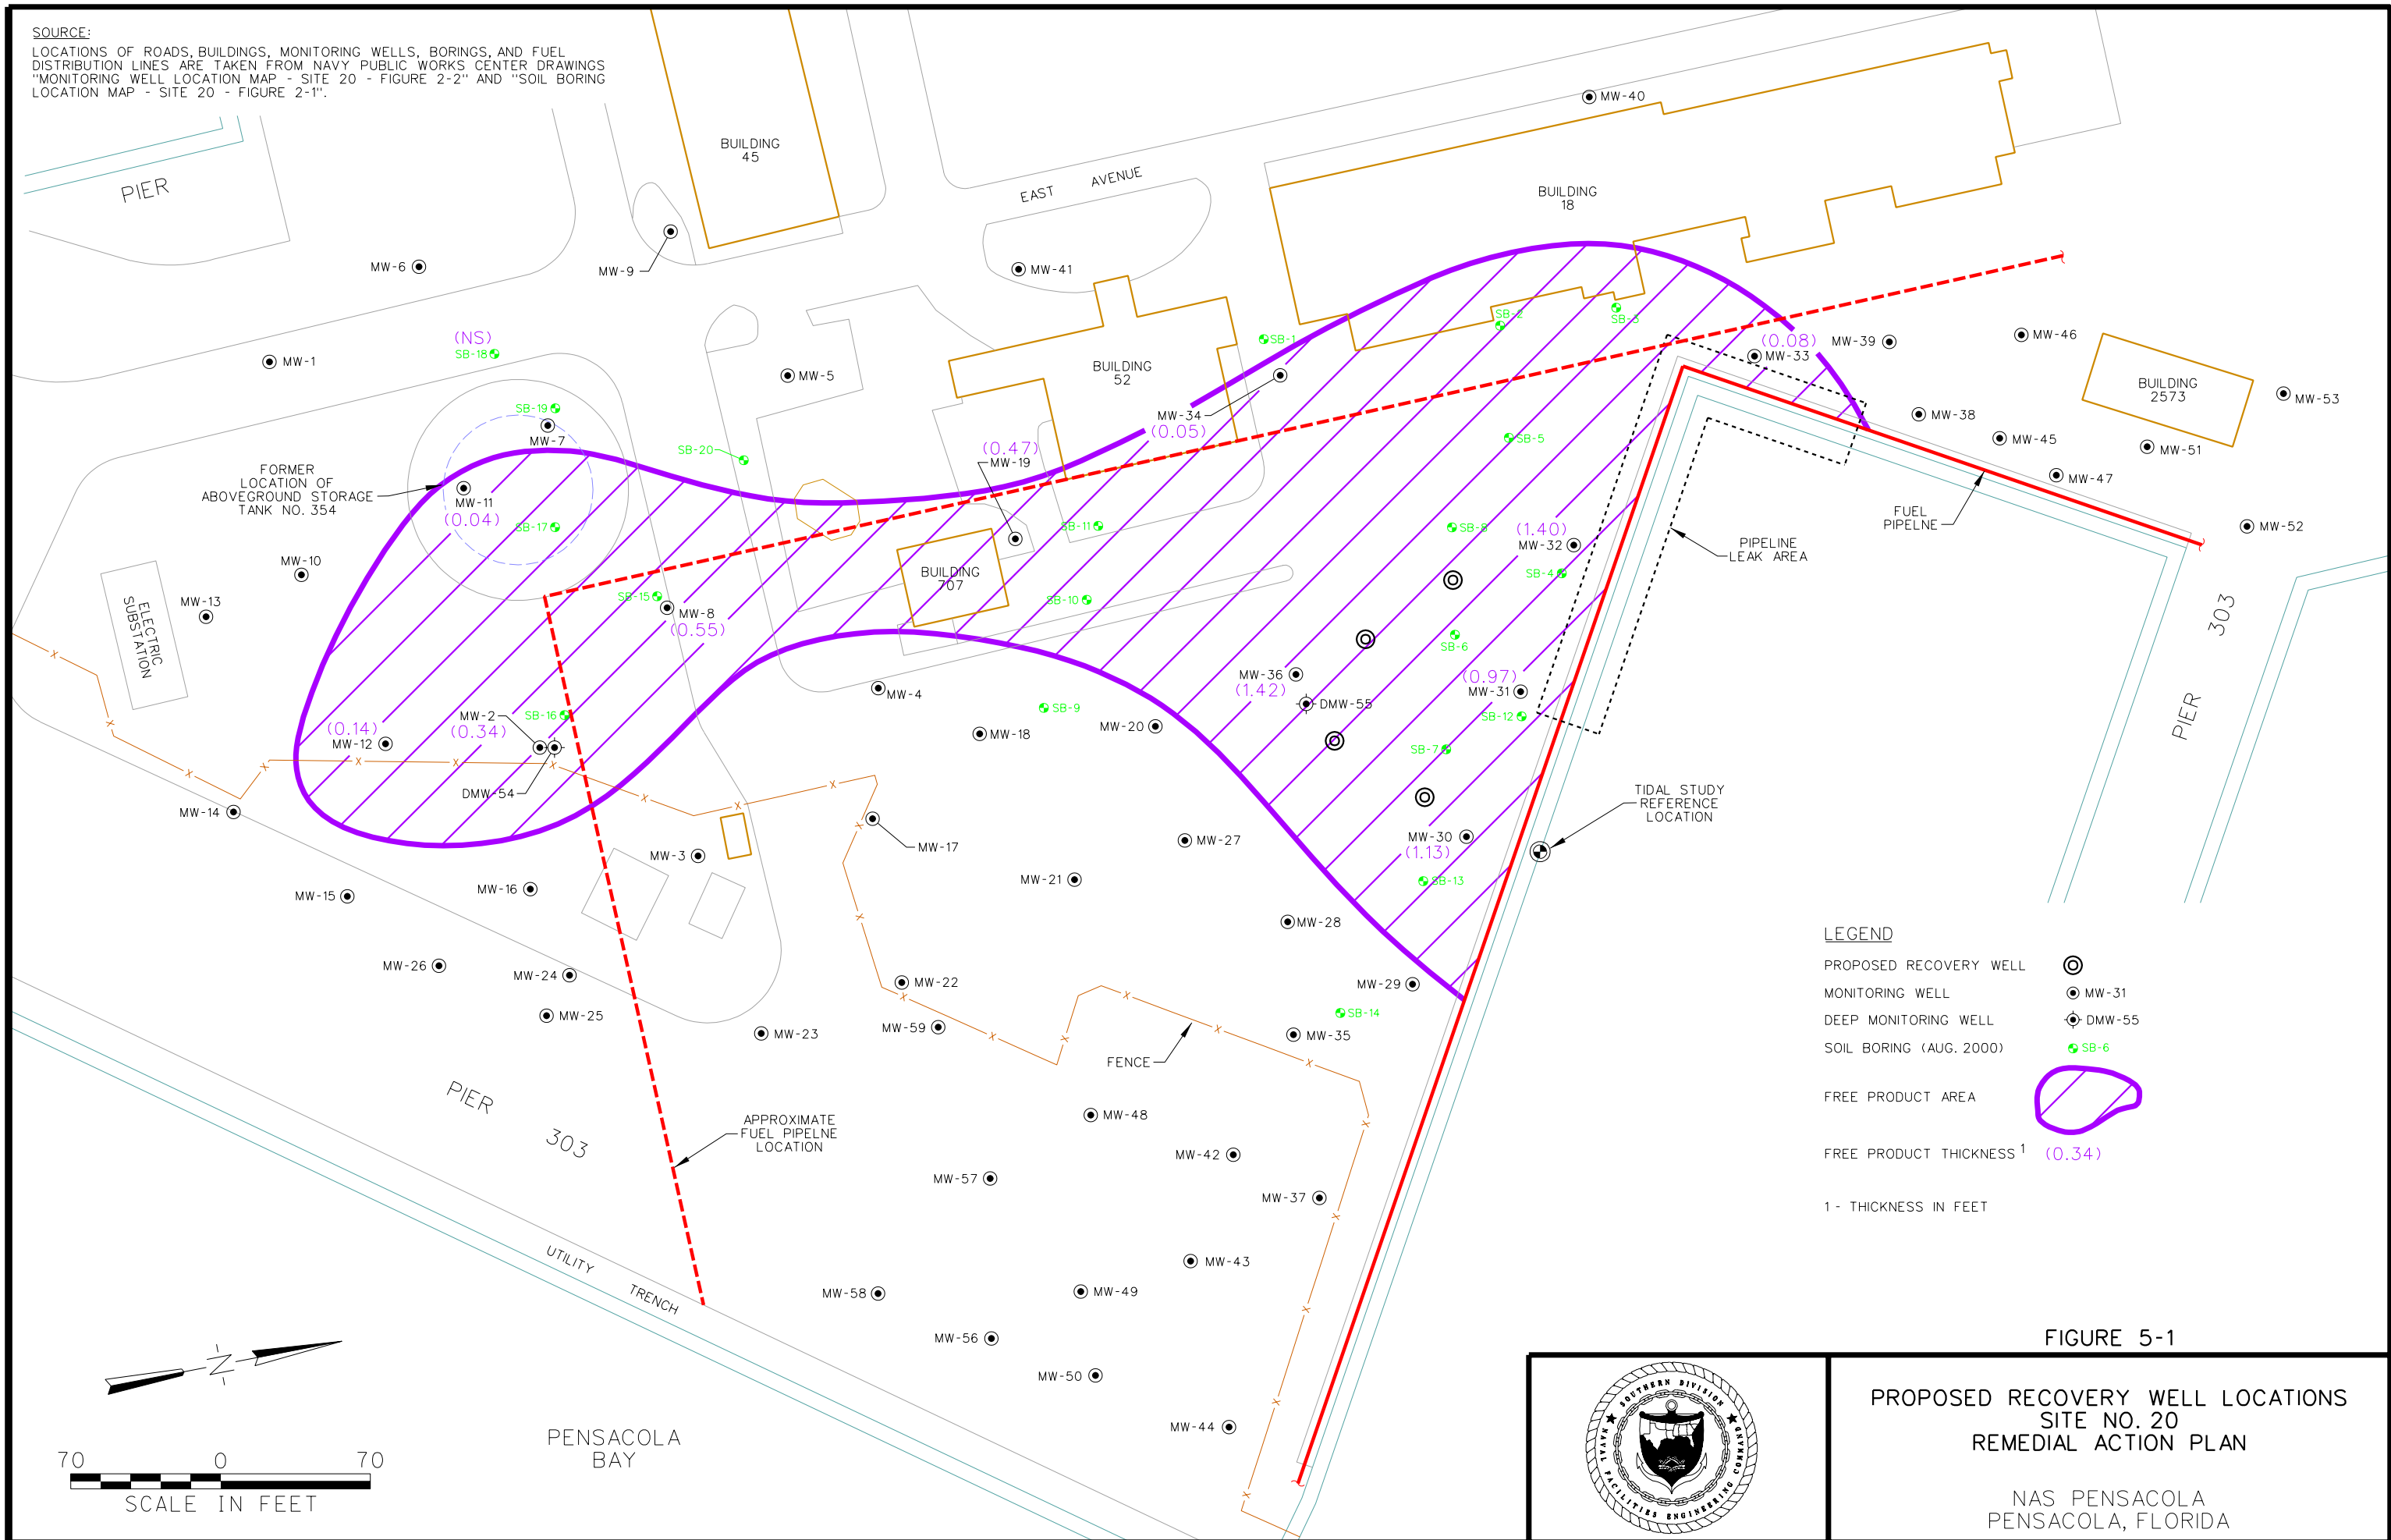 SOURCE:
LOCATIONS OF ROADS, BUILDINGS, MONITORING WELLS, BORINGS, AND FUEL
DISTRIBUTION LINES ARE TAKEN FROM NAVY PUBLIC WORKS CENTER DRAWINGS
"MONITORING WELL LOCATION MAP - SITE 20 - FIGURE 2-2" AND "SOIL BORING
LOCATION MAP - SITE 20 - FIGURE 2-1".
PIER
BUILDING
45
EAST AVENUE
MW-40
BUILDING
18
MW-6
MW-9
MW-41
(NS)
SB-18
MW-1
MW-5
BUILDING
52
SB-1
SB-2
SB-3
(0.08)
MW-33
MW-39
MW-46
BUILDING
2573
MW-53
SB-19
MW-7
MW-34
(0.05)
MW-38
MW-45
MW-51
SB-20
(0.47)
MW-19
SB-5
MW-47
FORMER
LOCATION OF
ABOVEGROUND STORAGE
TANK NO. 354
MW-11
(0.04)
SB-17
SB-11
SB-8
(1.40)
MW-32
FUEL
PIPELNE
MW-52
PIPELINE
LEAK AREA
MW-10
BUILDING
707
SB-4
MW-13
ELECTRIC
SUBSTATION
SB-15
MW-8
(0.55)
SB-10
303
PIER
SB-6
MW-36
(1.42)
(0.97)
MW-31
MW-4
DMW-55
SB-9
SB-12
(0.14)
MW-12
MW-2
(0.34)
SB-16
MW-18
MW-20
SB-7
DMW-54
TIDAL STUDY
REFERENCE
LOCATION
MW-14
MW-17
MW-27
MW-30
(1.13)
MW-3
MW-21
SB-13
MW-15
MW-16
MW-28
MW-26
MW-24
MW-22
MW-29
MW-25
MW-23
MW-59
SB-14
MW-35
FENCE
PIER
303
APPROXIMATE
FUEL PIPELNE
LOCATION
MW-48
MW-42
MW-57
MW-37
UTILITY TRENCH
MW-43
MW-58
MW-49
MW-56
MW-50
MW-44
LEGEND
PROPOSED RECOVERY WELL
MONITORING WELL MW-31
DEEP MONITORING WELL DMW-55
SOIL BORING (AUG. 2000) SB-6
FREE PRODUCT AREA
FREE PRODUCT THICKNESS 1 (0.34)
1 - THICKNESS IN FEET
N
70 0 70
SCALE IN FEET
PENSACOLA
BAY
FIGURE 5-1
SOUTHERN DIVISION
NAVAL FACILITIES ENGINEERING COMMAND
PROPOSED RECOVERY WELL LOCATIONS
SITE NO. 20
REMEDIAL ACTION PLAN
NAS PENSACOLA
PENSACOLA, FLORIDA